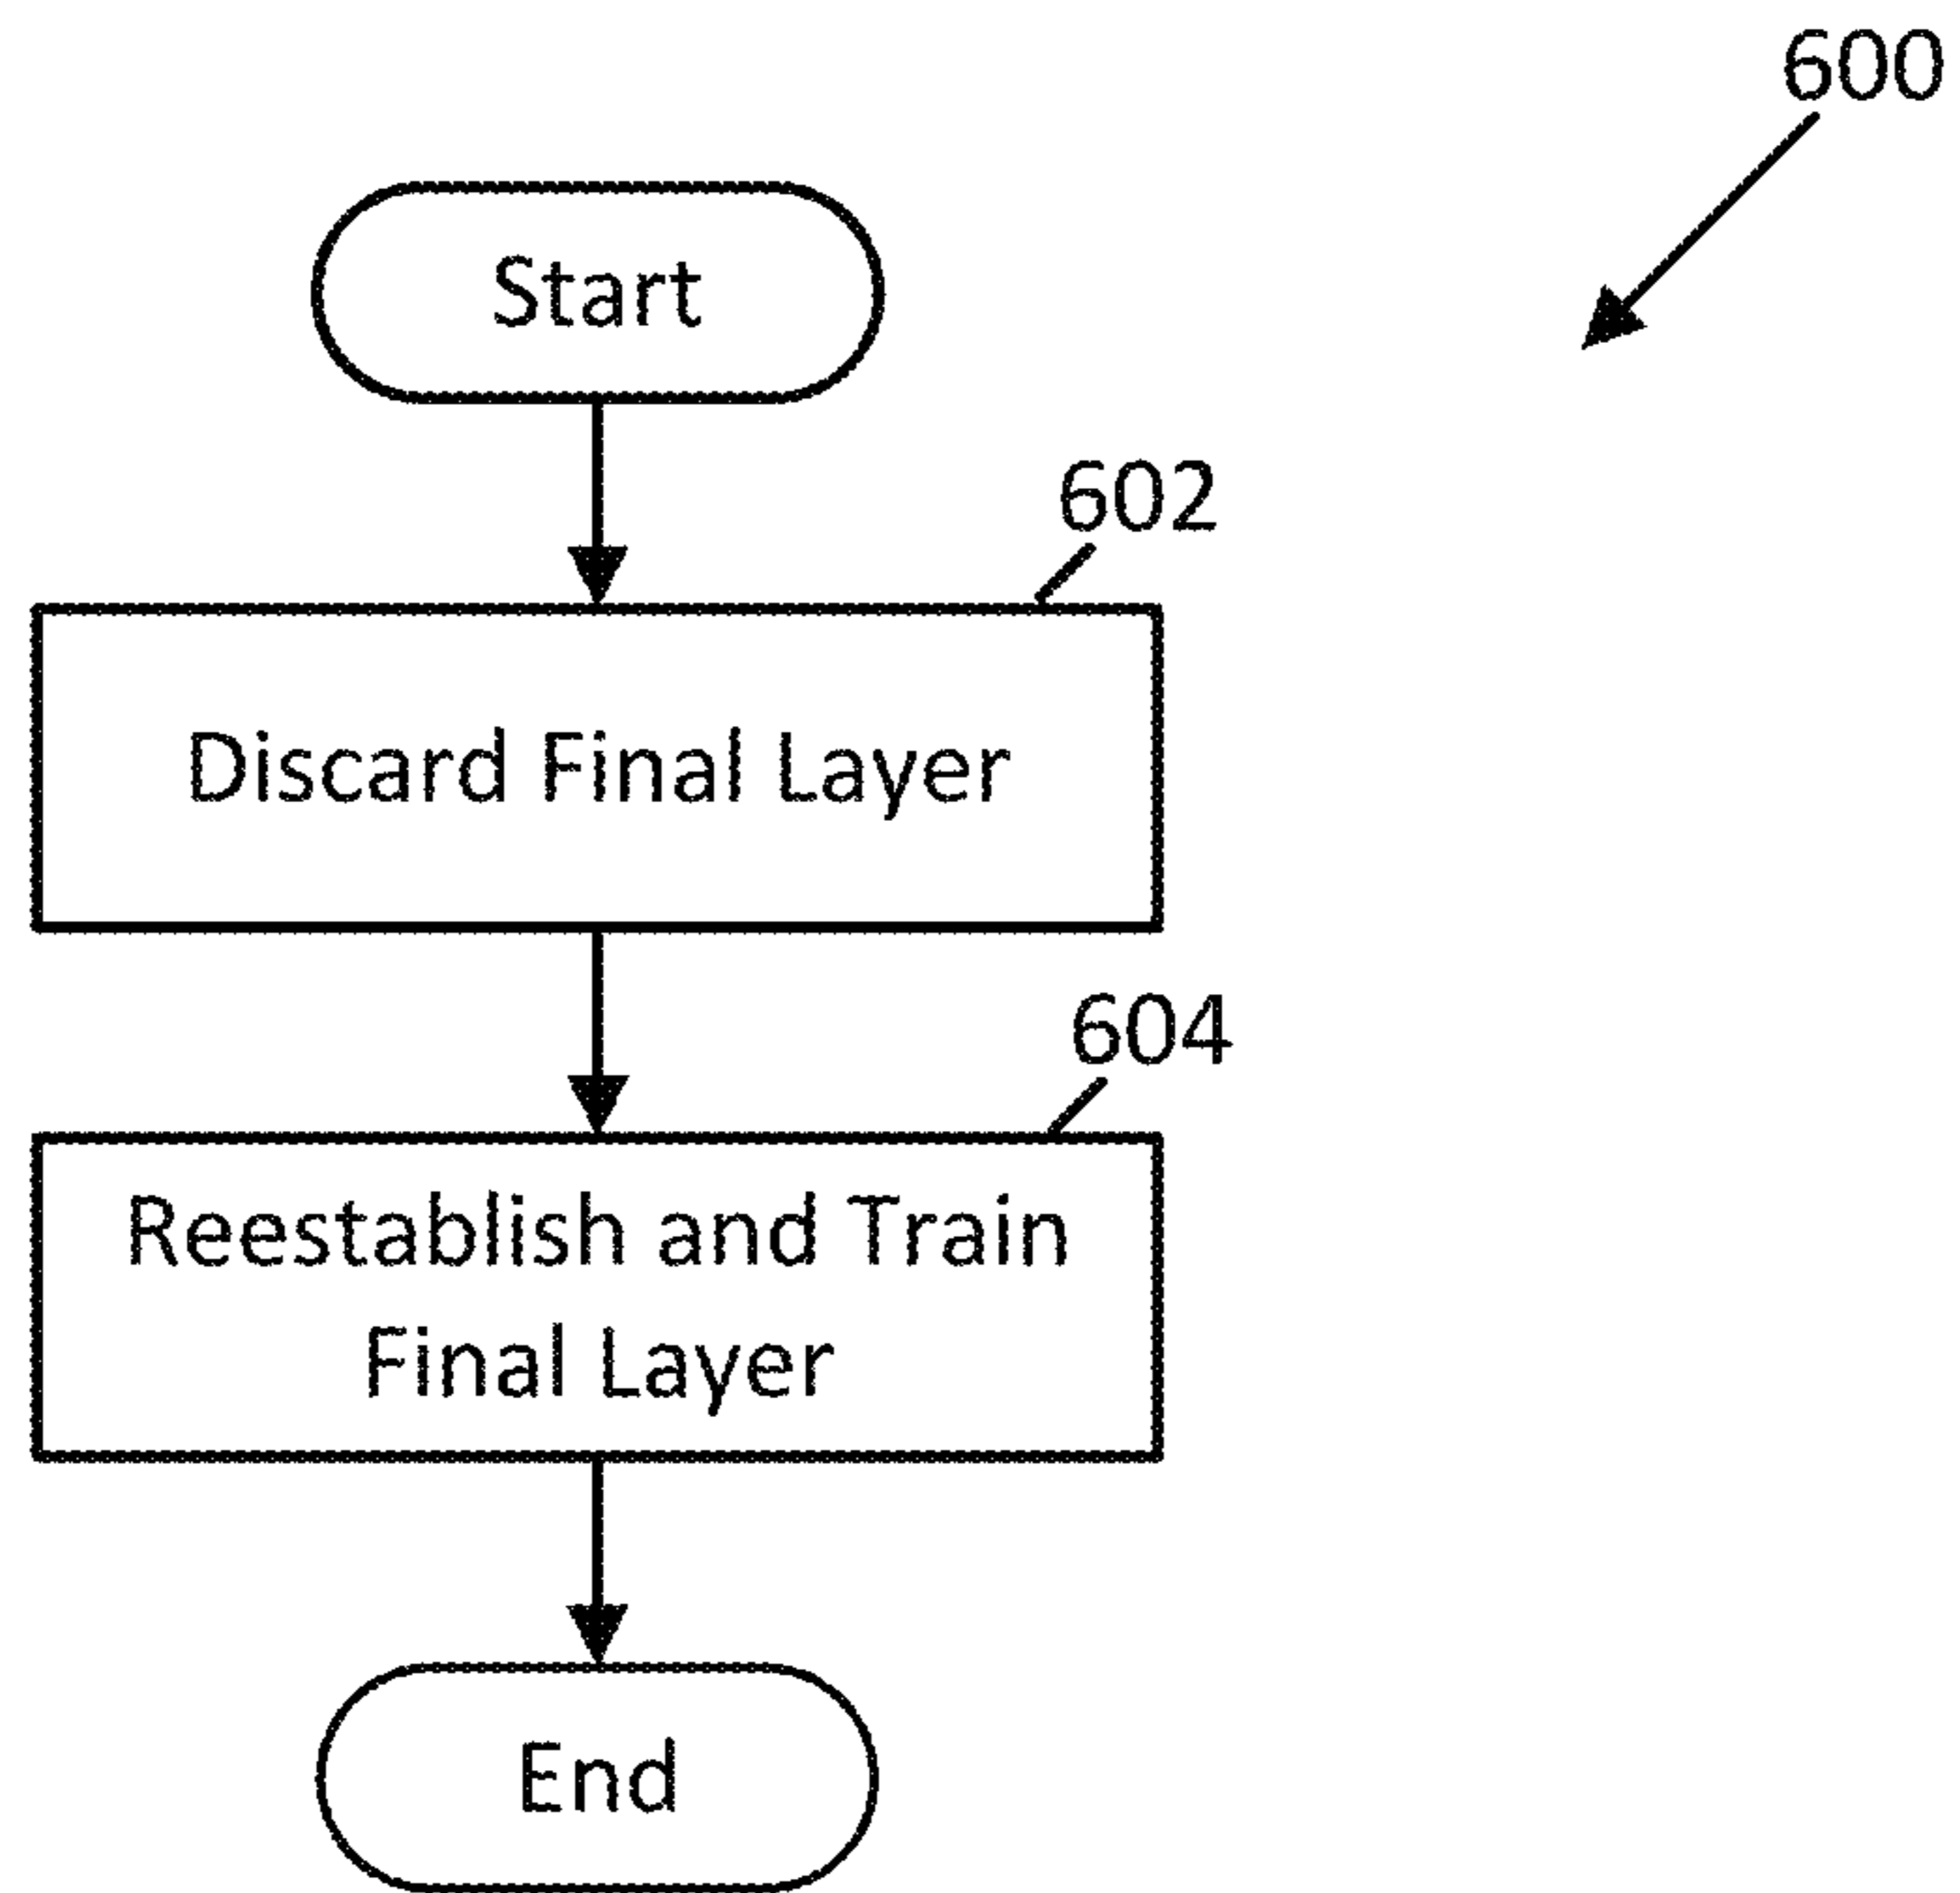 600
Start
602
Discard Final Layer
604
Reestablish and Train
Final Layer
End